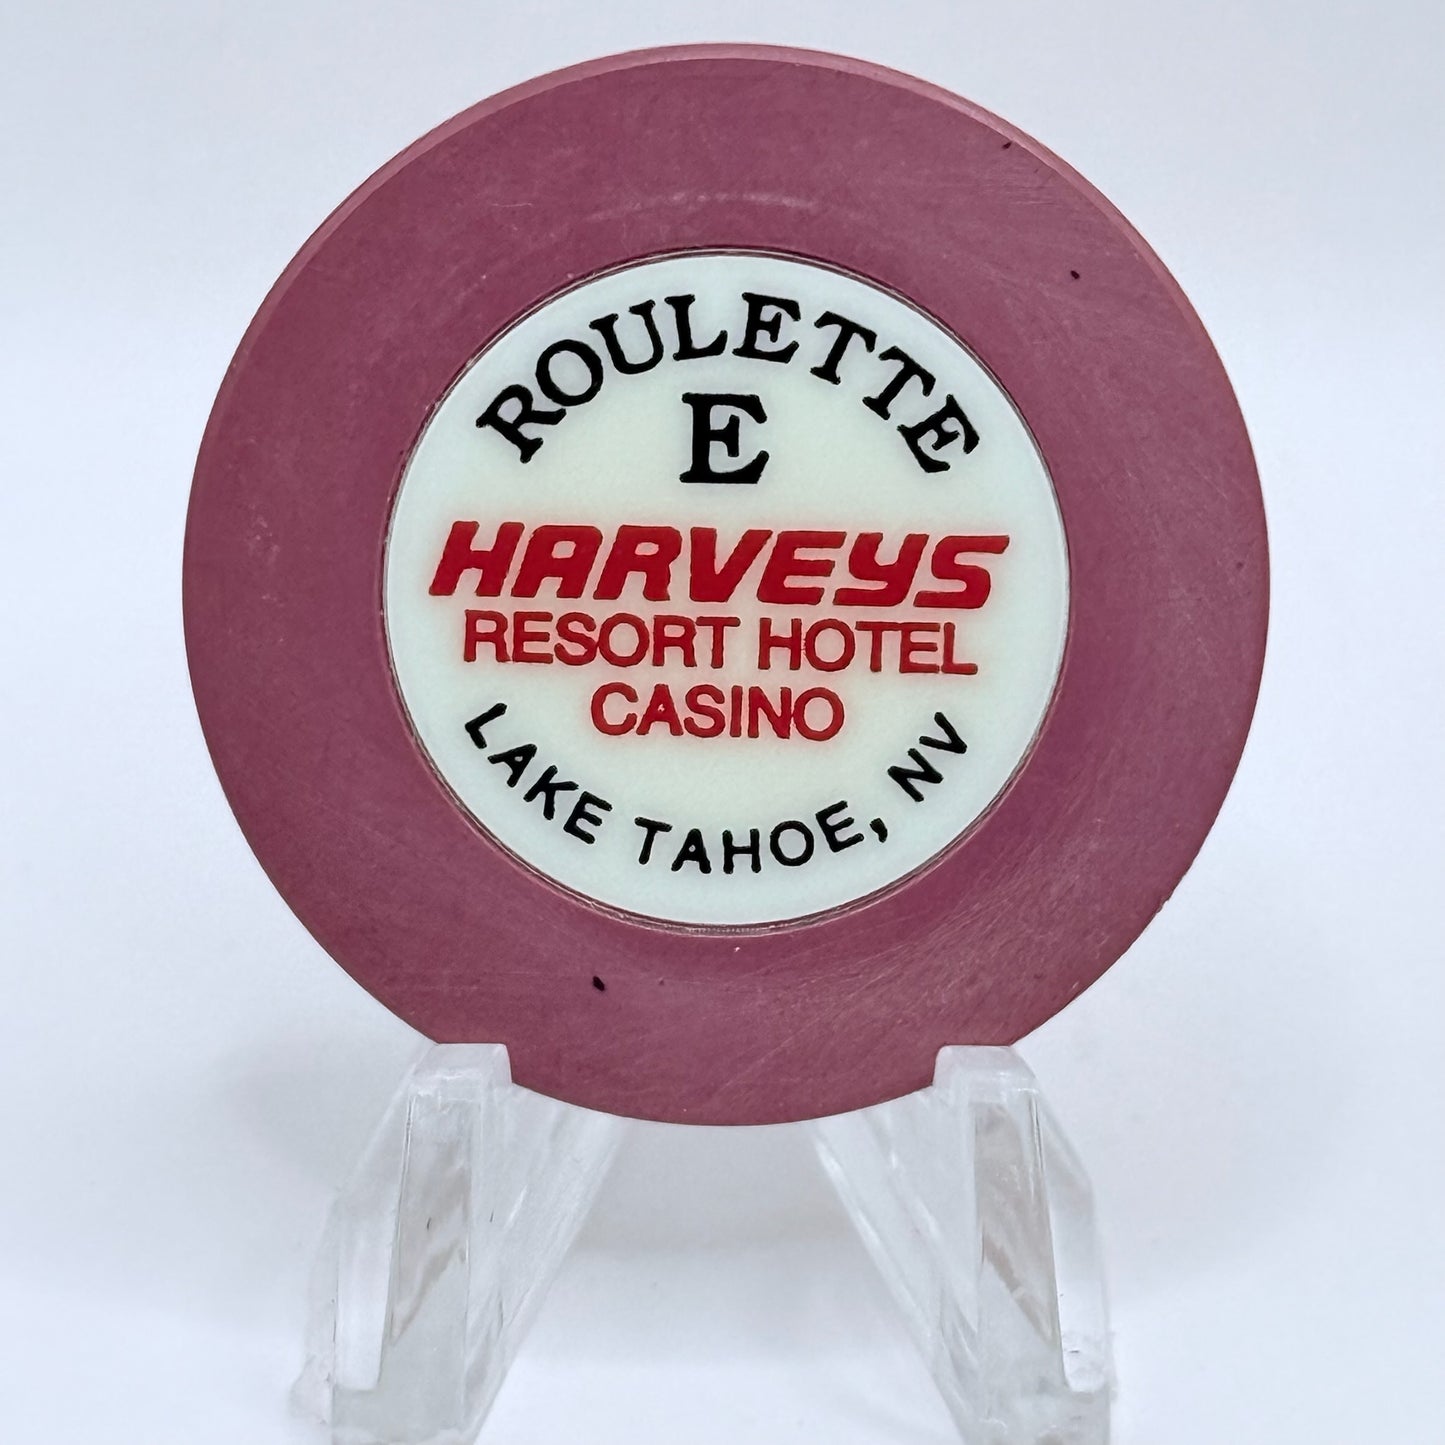 ROULETTE
E
HARVEYS
RESORT HOTEL
CASINO
LAKE TAHOE, NV